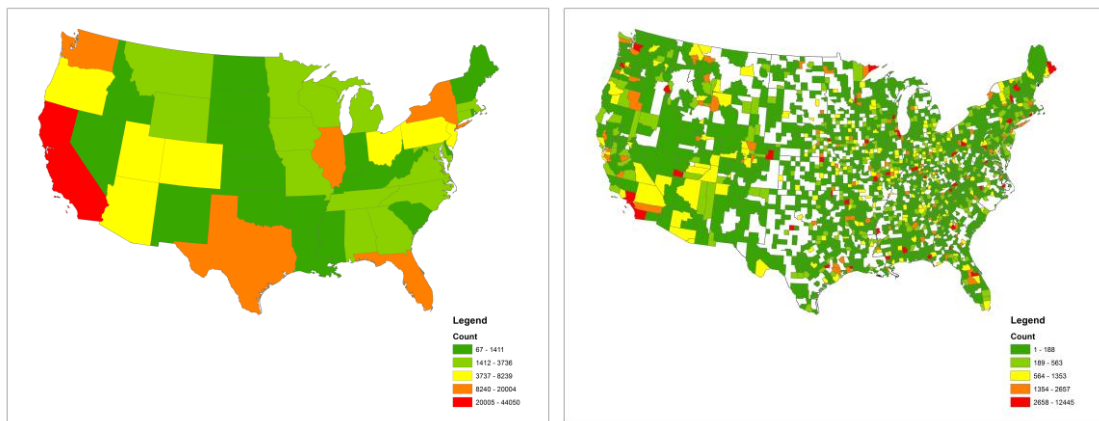 Legend
Count
67 - 1411
1412 - 3736
3737 - 8239
8240 - 20004
20005 - 44050
Legend
Count
1 - 188
189 - 563
564 - 1353
1354 - 2657
2658 - 12445